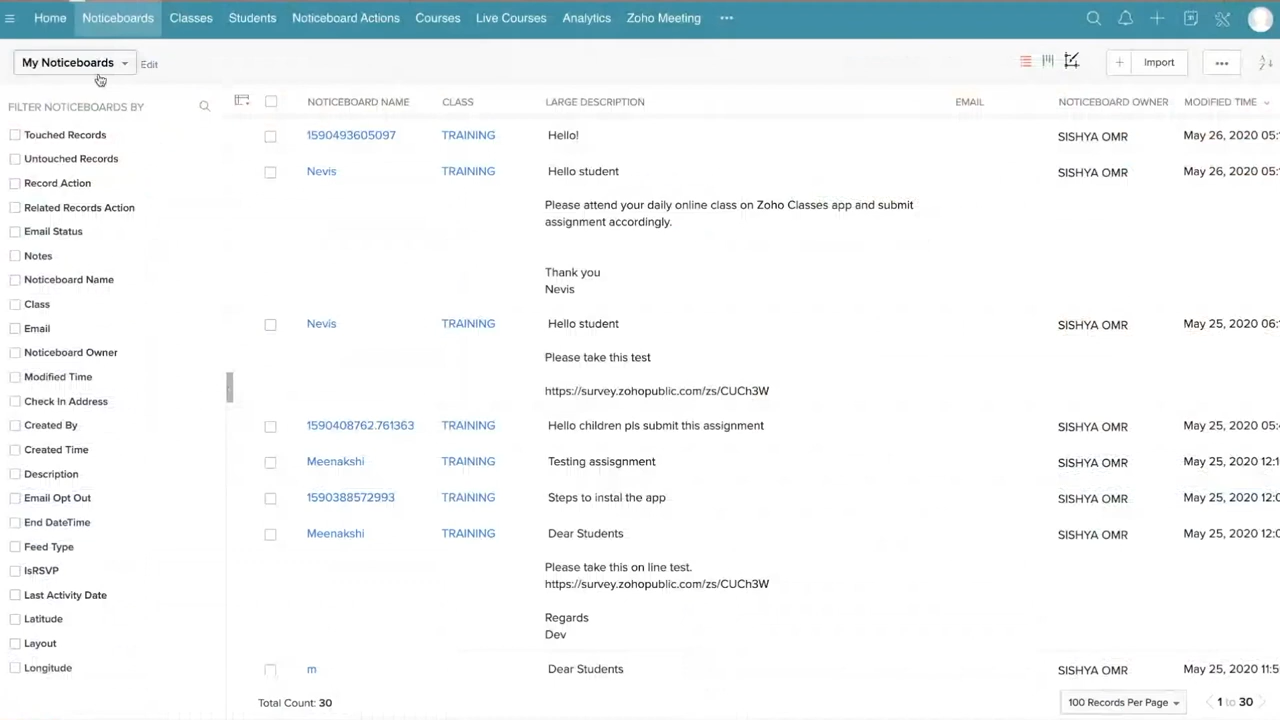 Home Noticeboards Classes Students Noticeboard Actions Courses Live Courses Analytics Zoho Meeting •••
My Noticeboards Edit
Import •••
FILTER NOTICEBOARDS BY
Touched Records
Untouched Records
Record Action
Related Records Action
Email Status
Notes
Noticeboard Name
Class
Email
Noticeboard Owner
Modified Time
Check In Address
Created By
Created Time
Description
Email Opt Out
End DateTime
Feed Type
IsRSVP
Last Activity Date
Latitude
Layout
Longitude
NOTICEBOARD NAME CLASS LARGE DESCRIPTION EMAIL NOTICEBOARD OWNER MODIFIED TIME
1590493605097 TRAINING Hello! SISHYA OMR May 26, 2020 05:
Nevis TRAINING Hello student SISHYA OMR May 26, 2020 05:
Please attend your daily online class on Zoho Classes app and submit
assignment accordingly.
Thank you
Nevis
Nevis TRAINING Hello student SISHYA OMR May 25, 2020 06:
Please take this test
https://survey.zohopublic.com/zs/CUCh3W
1590408762.761363 TRAINING Hello children pls submit this assignment SISHYA OMR May 25, 2020 05:
Meenakshi TRAINING Testing assisgnment SISHYA OMR May 25, 2020 12:
1590388572993 TRAINING Steps to instal the app SISHYA OMR May 25, 2020 12:
Meenakshi TRAINING Dear Students SISHYA OMR May 25, 2020 12:
Please take this on line test.
https://survey.zohopublic.com/zs/CUCh3W
Regards
Dev
m TRAINING Dear Students SISHYA OMR May 25, 2020 11:
Total Count: 30 100 Records Per Page 1 to 30